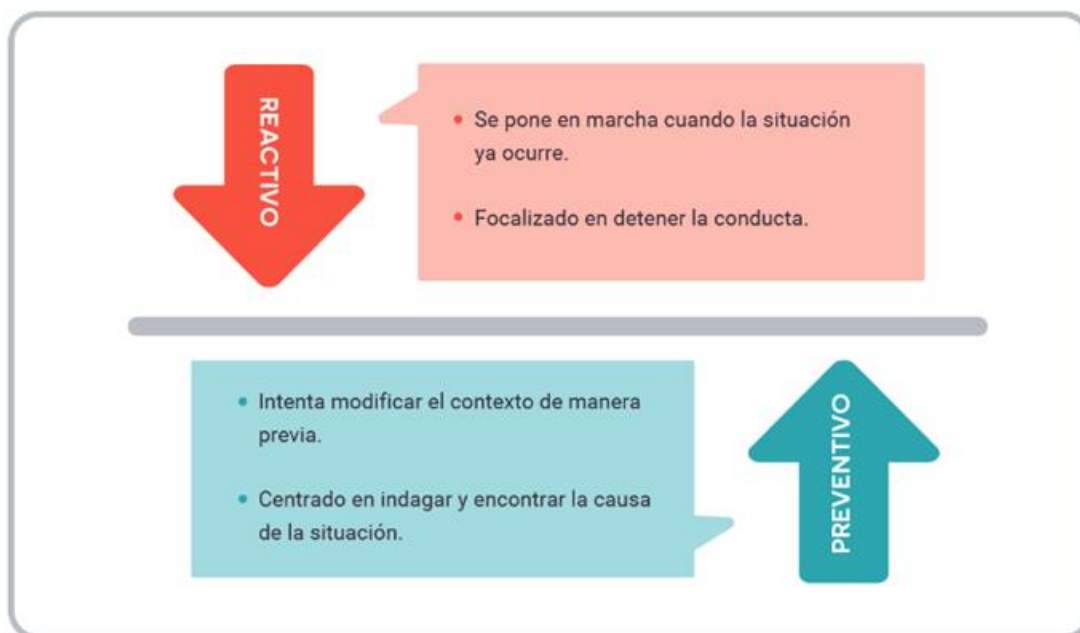 REACTIVO
• Se pone en marcha cuando la situación
ya ocurre.
• Focalizado en detener la conducta.
• Intenta modificar el contexto de manera
previa.
• Centrado en indagar y encontrar la causa
de la situación.
PREVENTIVO